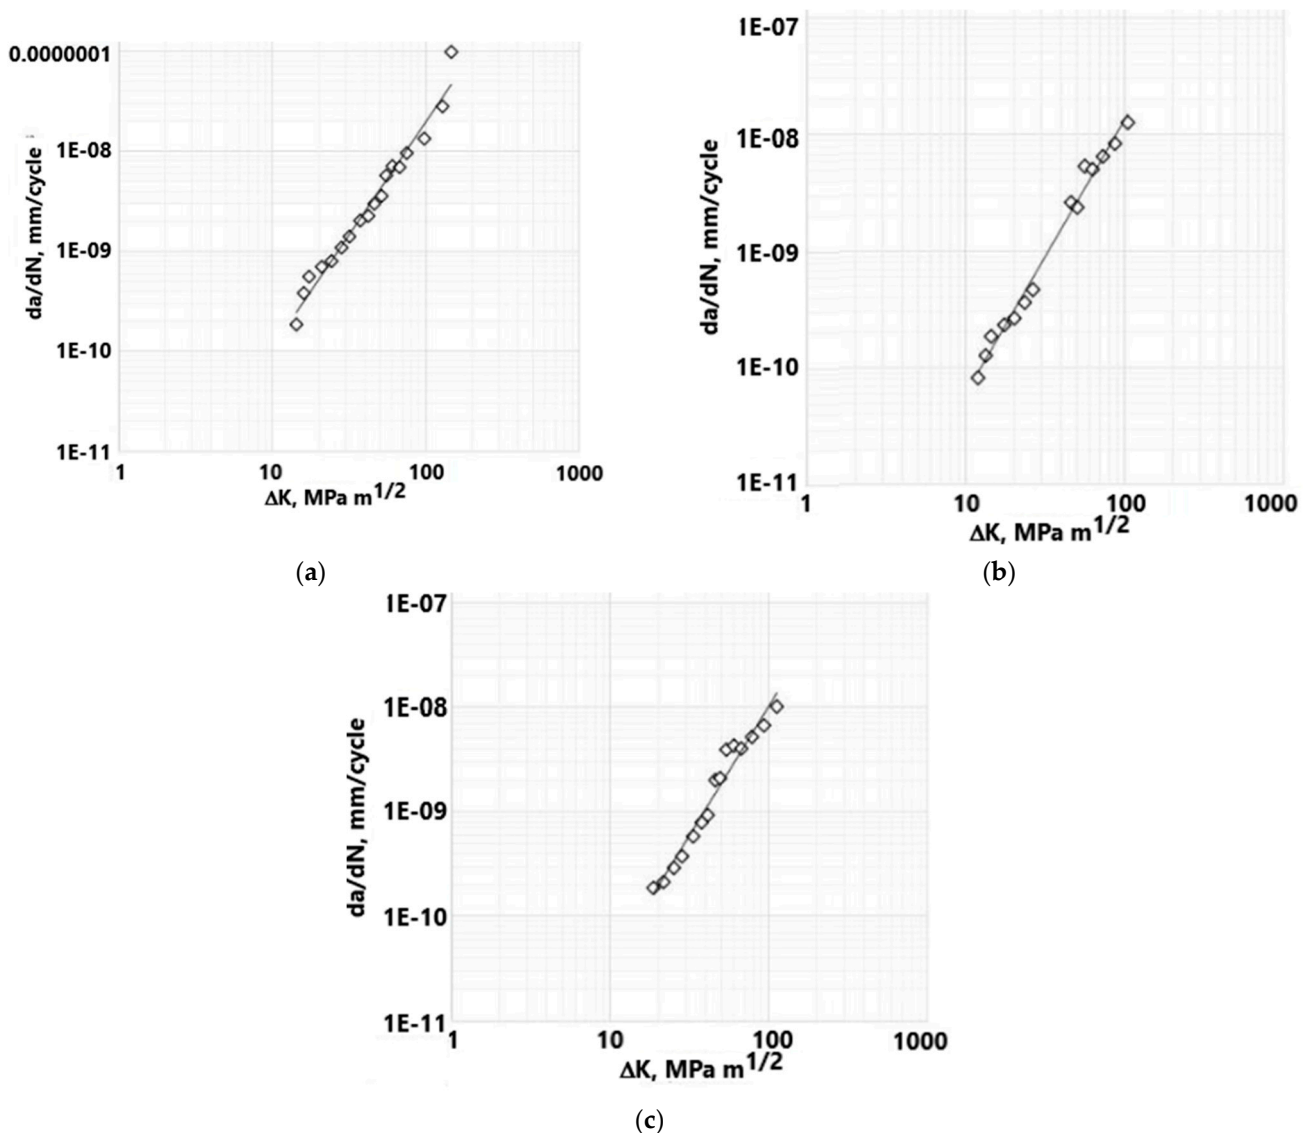 0.0000001
1E-08
1E-09
1E-10
1E-11
da/dN, mm/cycle
1 10 100 1000
ΔK, MPa m1/2
(a)
1E-07
1E-08
1E-09
1E-10
1E-11
da/dN, mm/cycle
1 10 100 1000
ΔK, MPa m1/2
(b)
1E-07
1E-08
1E-09
1E-10
1E-11
da/dN, mm/cycle
1 10 100 1000
ΔK, MPa m1/2
(c)